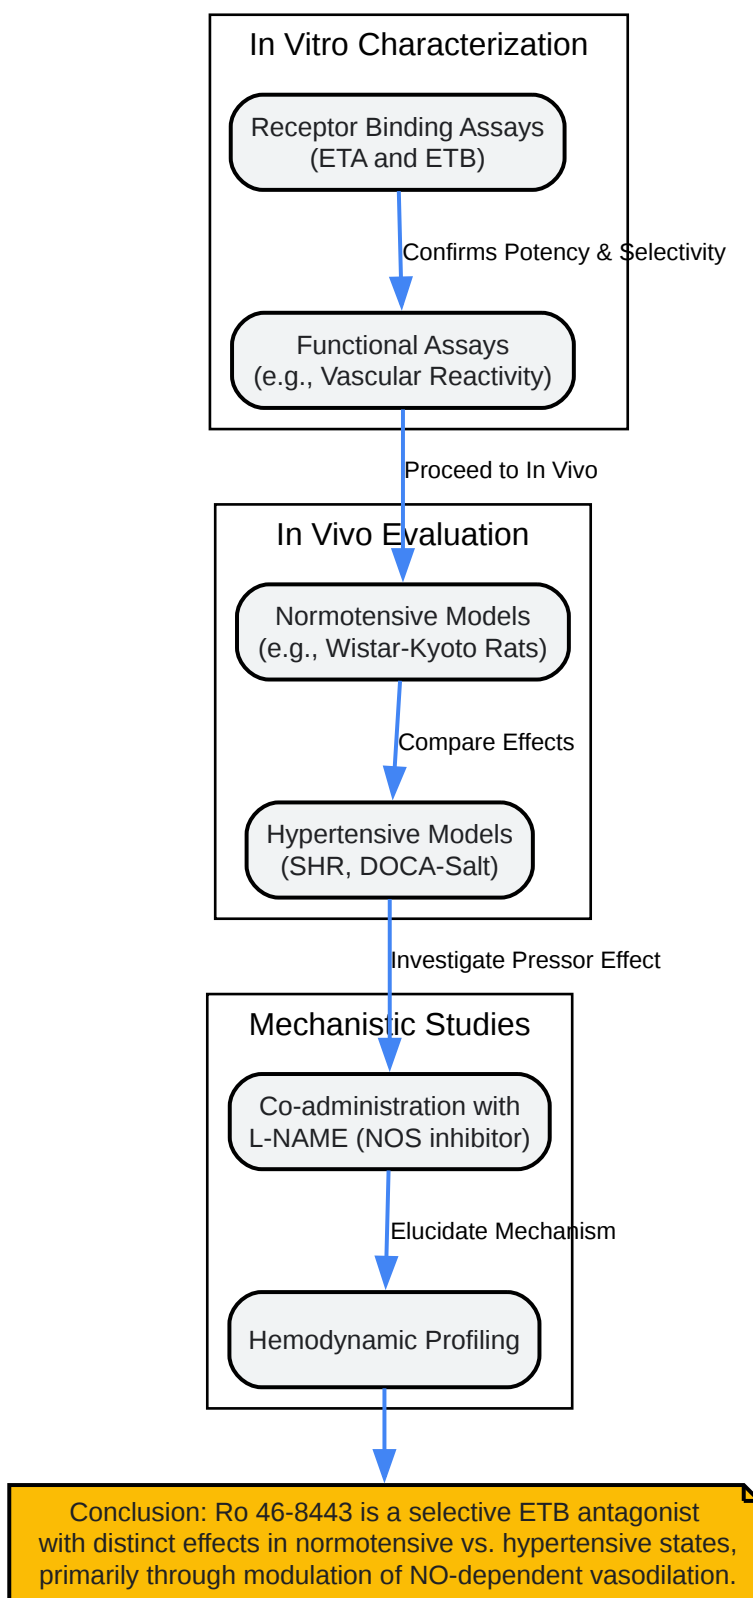 In Vitro Characterization
Receptor Binding Assays
(ETA and ETB)
Confirms Potency & Selectivity
Functional Assays
(e.g., Vascular Reactivity)
Proceed to In Vivo
In Vivo Evaluation
Normotensive Models
(e.g., Wistar-Kyoto Rats)
Compare Effects
Hypertensive Models
(SHR, DOCA-Salt)
Investigate Pressor Effect
Mechanistic Studies
Co-administration with
L-NAME (NOS inhibitor)
Elucidate Mechanism
Hemodynamic Profiling
Conclusion: Ro 46-8443 is a selective ETB antagonist
with distinct effects in normotensive vs. hypertensive states,
primarily through modulation of NO-dependent vasodilation.